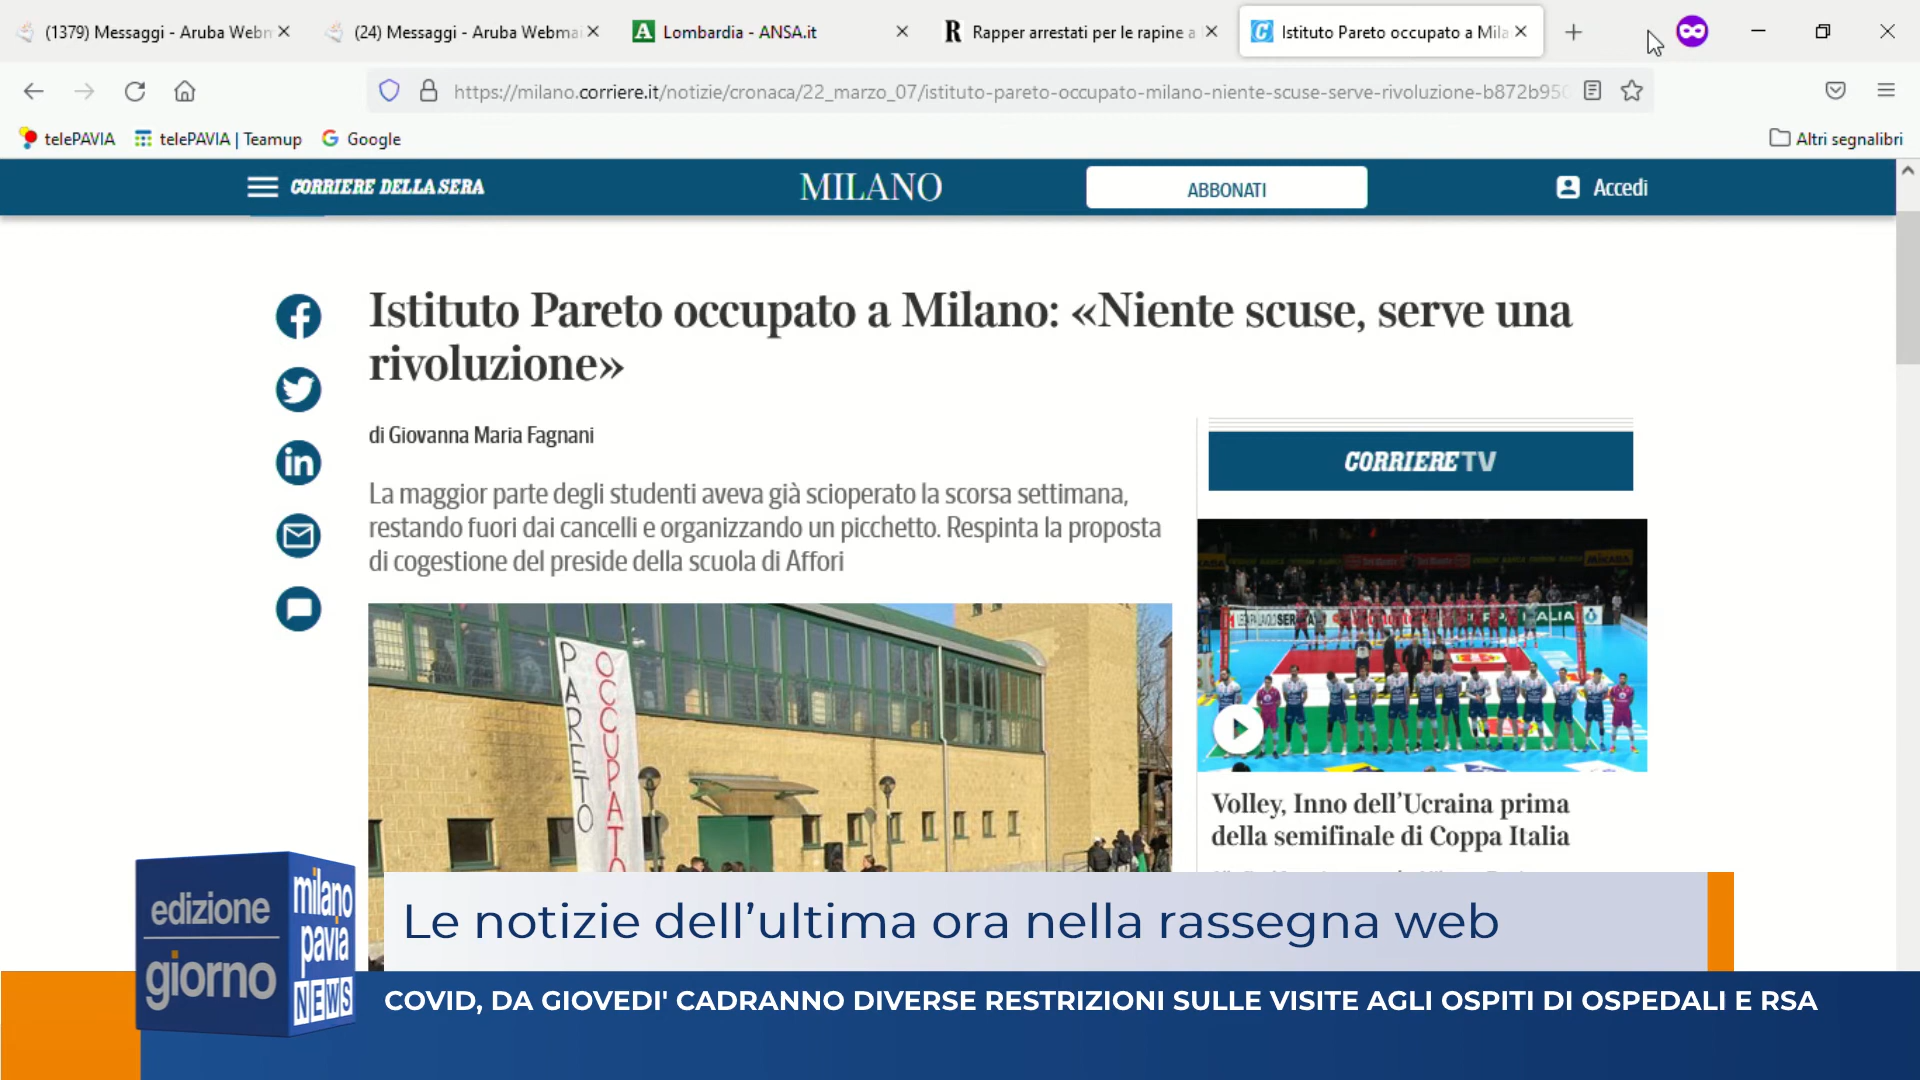 (1379) Messaggi - Aruba Webm
(24) Messaggi - Aruba Webmai
Lombardia - ANSA.it
Rapper arrestati per le rapine a
Istituto Pareto occupato a Mila
https://milano.corriere.it/notizie/cronaca/22_marzo_07/istituto-pareto-occupato-milano-niente-scuse-serve-rivoluzione-b872b950
telePAVIA
telePAVIA | Teamup
Google
Altri segnalibri
CORRIERE DELLA SERA
MILANO
ABBONATI
Accedi
Istituto Pareto occupato a Milano: «Niente scuse, serve una
rivoluzione»
di Giovanna Maria Fagnani
La maggior parte degli studenti aveva già scioperato la scorsa settimana,
restando fuori dai cancelli e organizzando un picchetto. Respinta la proposta
di cogestione del preside della scuola di Affori
PARETO
OCCUPATO
CORRIERE TV
MIKASA
Volley, Inno dell'Ucraina prima
della semifinale di Coppa Italia
edizione
giorno
milano
pavia
NEWS
Le notizie dell'ultima ora nella rassegna web
COVID, DA GIOVEDI' CADRANNO DIVERSE RESTRIZIONI SULLE VISITE AGLI OSPITI DI OSPEDALI E RSA